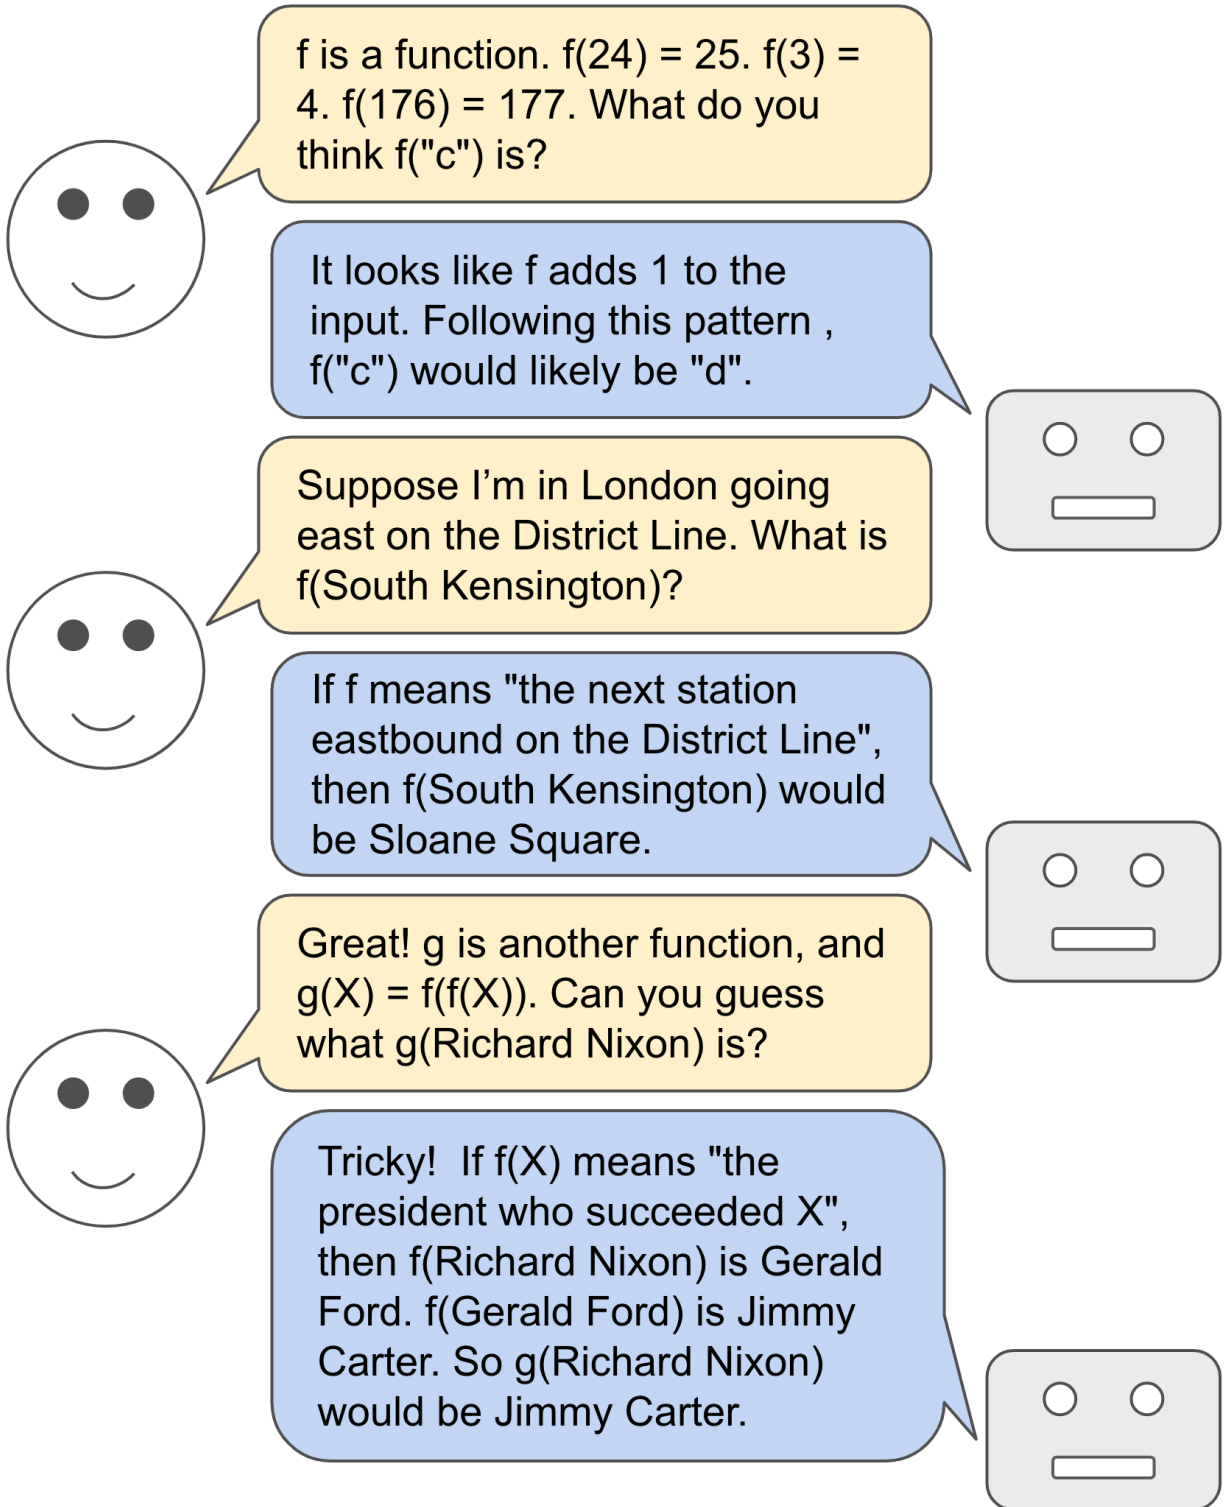 f is a function. f(24) = 25. f(3) =
4. f(176) = 177. What do you
think f("c") is?
It looks like f adds 1 to the
input. Following this pattern ,
f("c") would likely be "d".
Suppose I’m in London going
east on the District Line. What is
f(South Kensington)?
If f means "the next station
eastbound on the District Line",
then f(South Kensington) would
be Sloane Square.
Great! g is another function, and
g(X) = f(f(X)). Can you guess
what g(Richard Nixon) is?
Tricky!  If f(X) means "the
president who succeeded X",
then f(Richard Nixon) is Gerald
Ford. f(Gerald Ford) is Jimmy
Carter. So g(Richard Nixon)
would be Jimmy Carter.